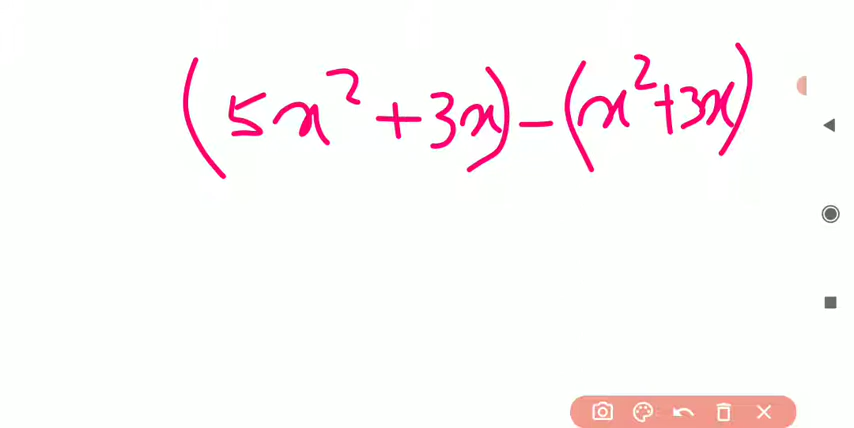 (5x² + 3x) - (x² + 3x)